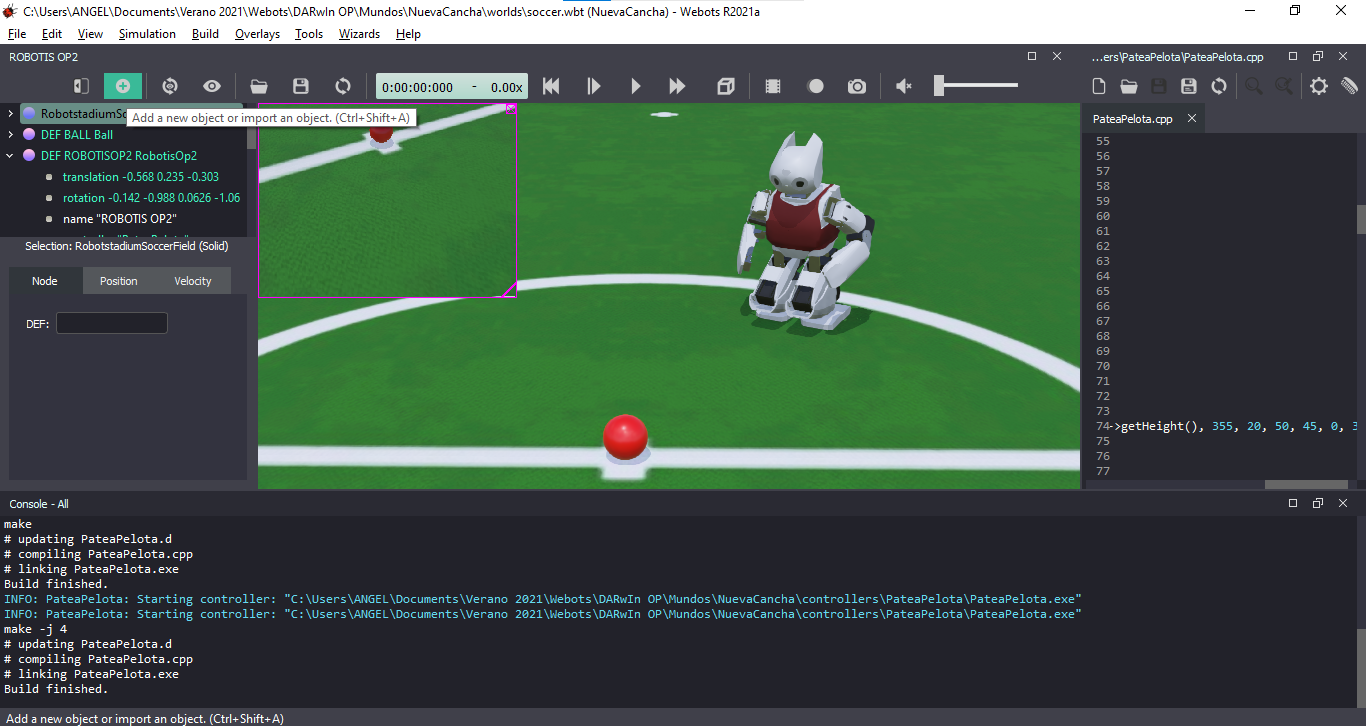 C:\Users\ANGEL\Documents\Verano 2021\Webots\DARwIn OP\Mundos\NuevaCancha\worlds\soccer.wbt (NuevaCancha) - Webots R2021a
File Edit View Simulation Build Overlays Tools Wizards Help
ROBOTIS OP2
...ers\PateaPelota\PateaPelota.cpp
0:00:00:000 - 0.00x
RobotstadiumSoc
Add a new object or import an object. (Ctrl+Shift+A)
DEF BALL Ball
DEF ROBOTISOP2 RobotisOp2
translation -0.568 0.235 -0.303
rotation -0.142 -0.988 0.0626 -1.06
name "ROBOTIS OP2"
Selection: RobotstadiumSoccerField (Solid)
Node Position Velocity
DEF:
PateaPelota.cpp
55
56
57
58
59
60
61
62
63
64
65
66
67
68
69
70
71
72
73
74 ->getHeight(), 355, 20, 50, 45, 0, 3
75
76
77
Console - All
make
# updating PateaPelota.d
# compiling PateaPelota.cpp
# linking PateaPelota.exe
Build finished.
INFO: PateaPelota: Starting controller: "C:\Users\ANGEL\Documents\Verano 2021\Webots\DARwIn OP\Mundos\NuevaCancha\controllers\PateaPelota\PateaPelota.exe"
INFO: PateaPelota: Starting controller: "C:\Users\ANGEL\Documents\Verano 2021\Webots\DARwIn OP\Mundos\NuevaCancha\controllers\PateaPelota\PateaPelota.exe"
make -j 4
# updating PateaPelota.d
# compiling PateaPelota.cpp
# linking PateaPelota.exe
Build finished.
Add a new object or import an object. (Ctrl+Shift+A)